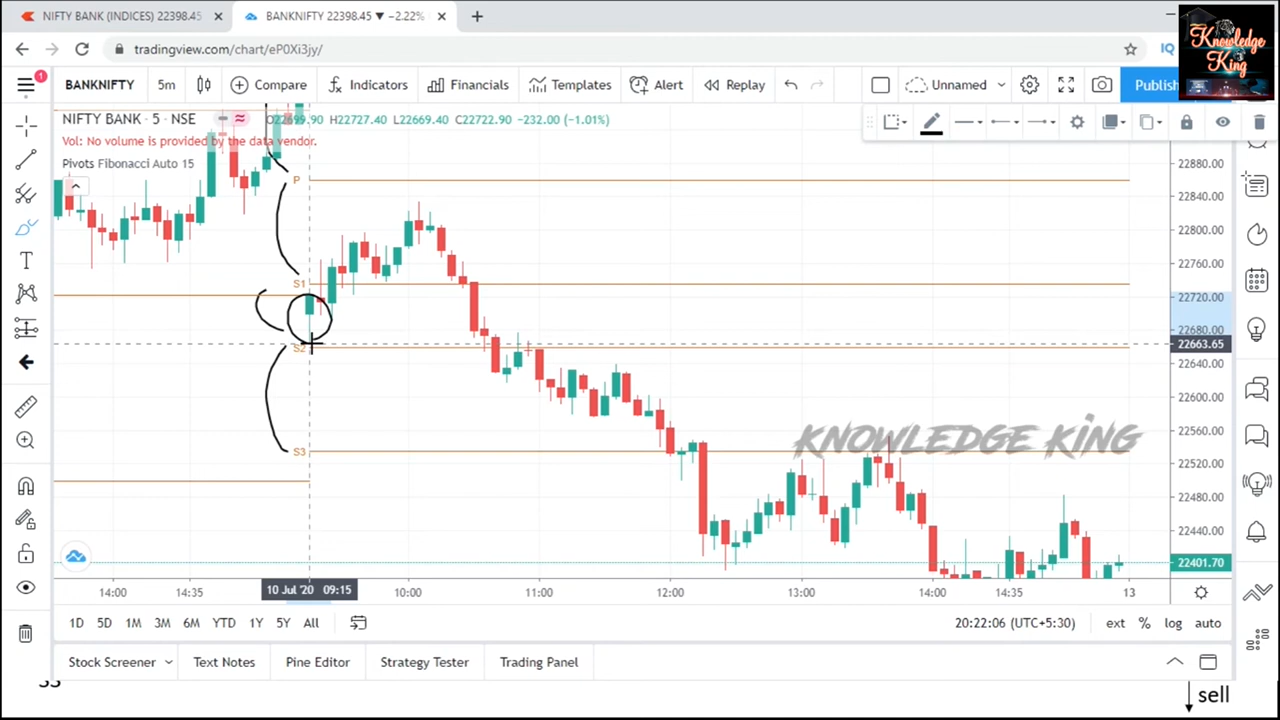 NIFTY BANK (INDICES) 22398.45
BANKNIFTY 22398.45 ▼ −2.22%
tradingview.com/chart/eP0Xi3jy/
IQ
Knowledge
King
1
BANKNIFTY 5m Compare Indicators Financials Templates Alert Replay Unnamed Publish
NIFTY BANK · 5 · NSE O22699.90 H22727.40 L22669.40 C22722.90 −232.00 (−1.01%)
Vol: No volume is provided by the data vendor.
Pivots Fibonacci Auto 15
P
S1
S2
S3
22880.00
22840.00
22800.00
22760.00
22720.00
22680.00
22663.65
22640.00
22600.00
22560.00
22520.00
22480.00
22440.00
22401.70
KNOWLEDGE KING
14:00 14:35 10 Jul '20 09:15 10:00 11:00 12:00 13:00 14:00 14:35 13
1D 5D 1M 3M 6M YTD 1Y 5Y All 20:22:06 (UTC+5:30) ext % log auto
Stock Screener Text Notes Pine Editor Strategy Tester Trading Panel
sell